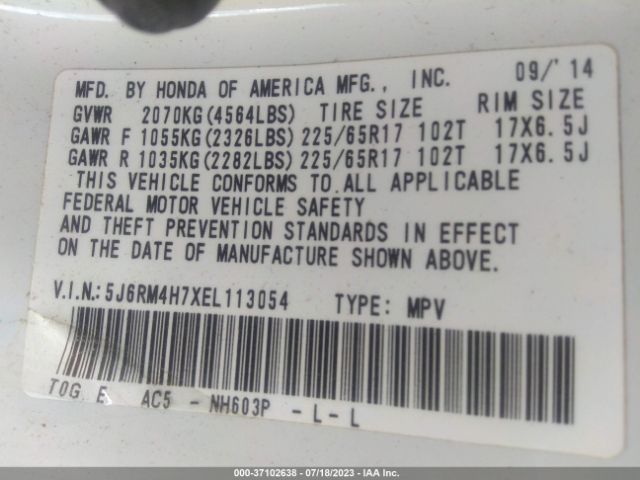 MFD. BY HONDA OF AMERICA MFG., INC. 09/'14
GVWR 2070KG(4564LBS) TIRE SIZE RIM SIZE
GAWR F 1055KG(2326LBS) 225/65R17 102T 17X6.5J
GAWR R 1035KG(2282LBS) 225/65R17 102T 17X6.5J
THIS VEHICLE CONFORMS TO ALL APPLICABLE
FEDERAL MOTOR VEHICLE SAFETY
AND THEFT PREVENTION STANDARDS IN EFFECT
ON THE DATE OF MANUFACTURE SHOWN ABOVE.
V.I.N.:5J6RM4H7XEL113054 TYPE: MPV
T0G E AC5 - NH603P - L- L
000-37102638 - 07/18/2023 - IAA Inc.